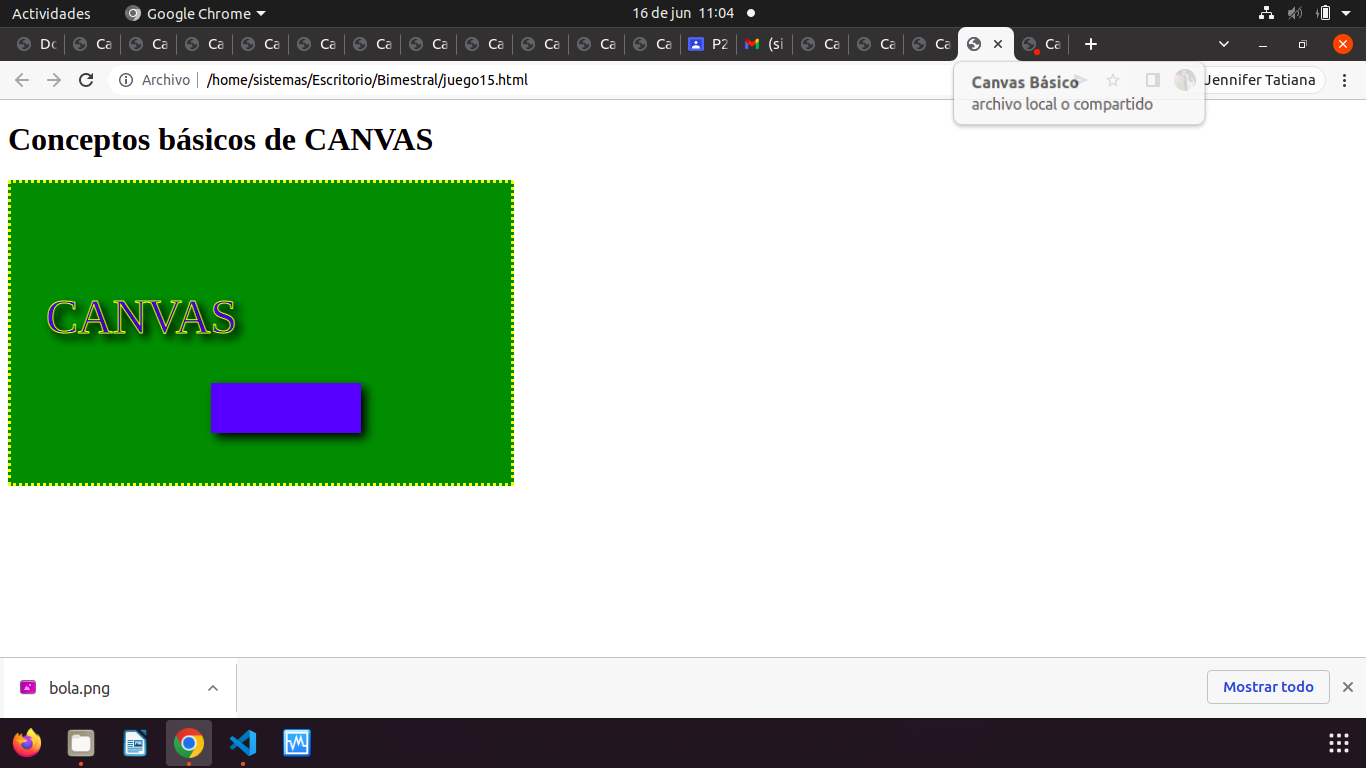 Actividades
Google Chrome
16 de jun 11:04
Dc
Ca
Ca
Ca
Ca
Ca
Ca
Ca
Ca
Ca
Ca
Ca
P2
(si
Ca
Ca
Ca
Ca
Archivo
/home/sistemas/Escritorio/Bimestral/juego15.html
Jennifer Tatiana
Canvas Básico
archivo local o compartido
Conceptos básicos de CANVAS
CANVAS
bola.png
Mostrar todo